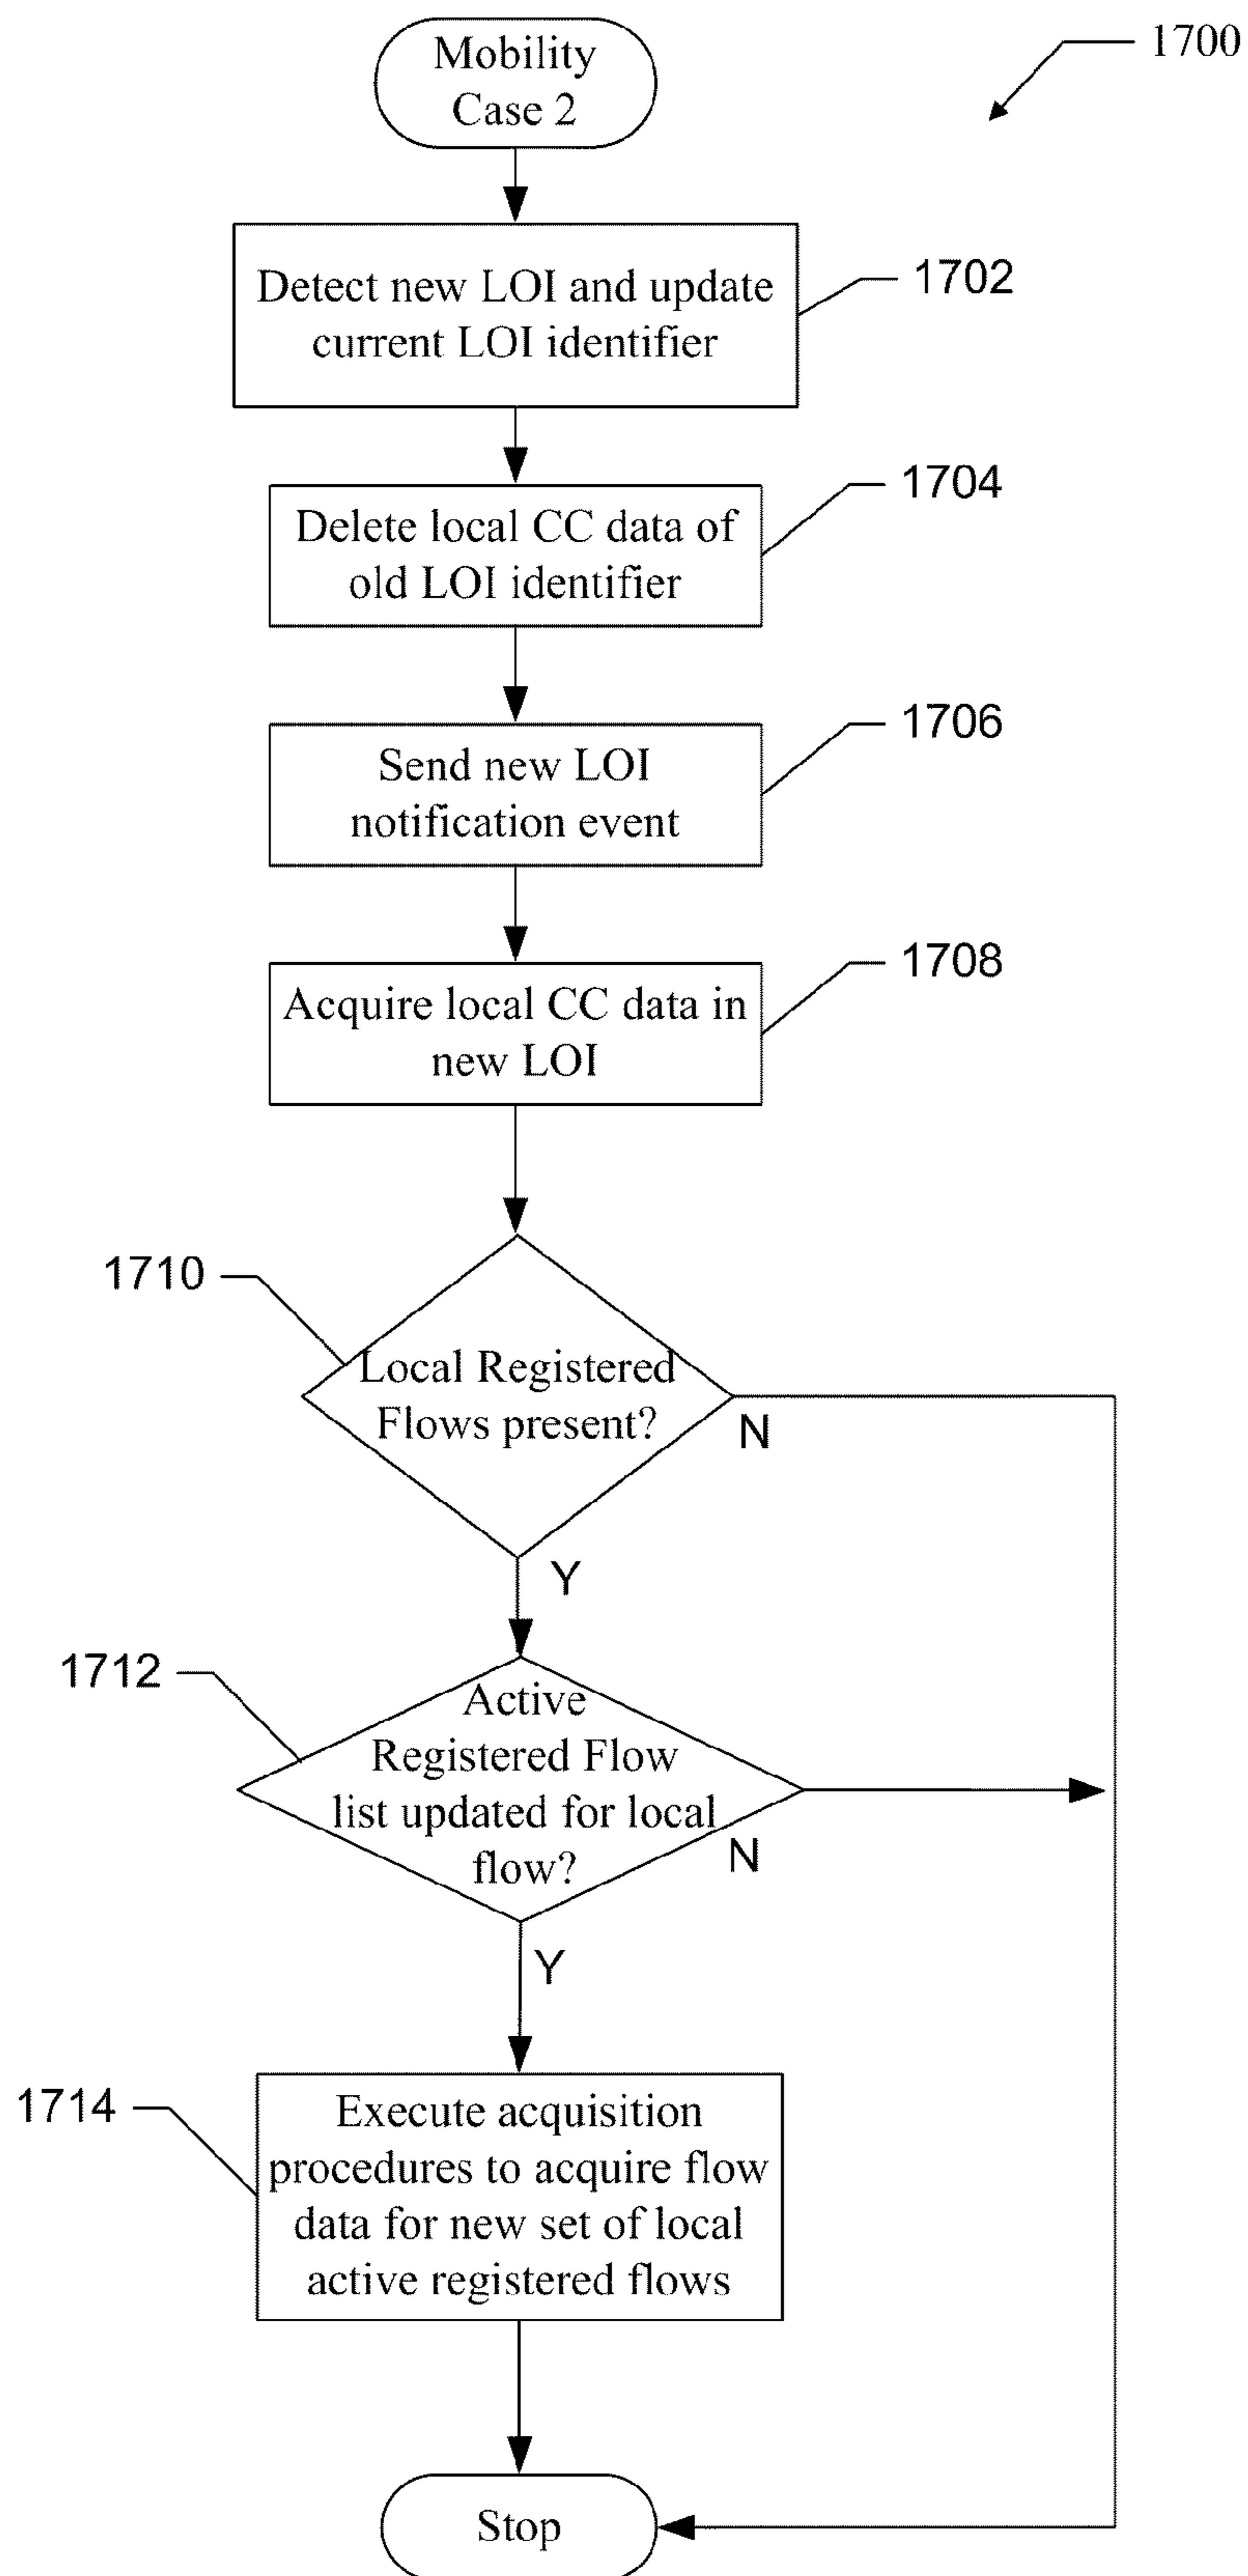 Mobility
Case 2
1700
Detect new LOI and update
current LOI identifier
1702
Delete local CC data of
old LOI identifier
1704
Send new LOI
notification event
1706
Acquire local CC data in
new LOI
1708
1710
Local Registered
Flows present?
N
Y
1712
Active
Registered Flow
list updated for local
flow?
N
Y
1714
Execute acquisition
procedures to acquire flow
data for new set of local
active registered flows
Stop